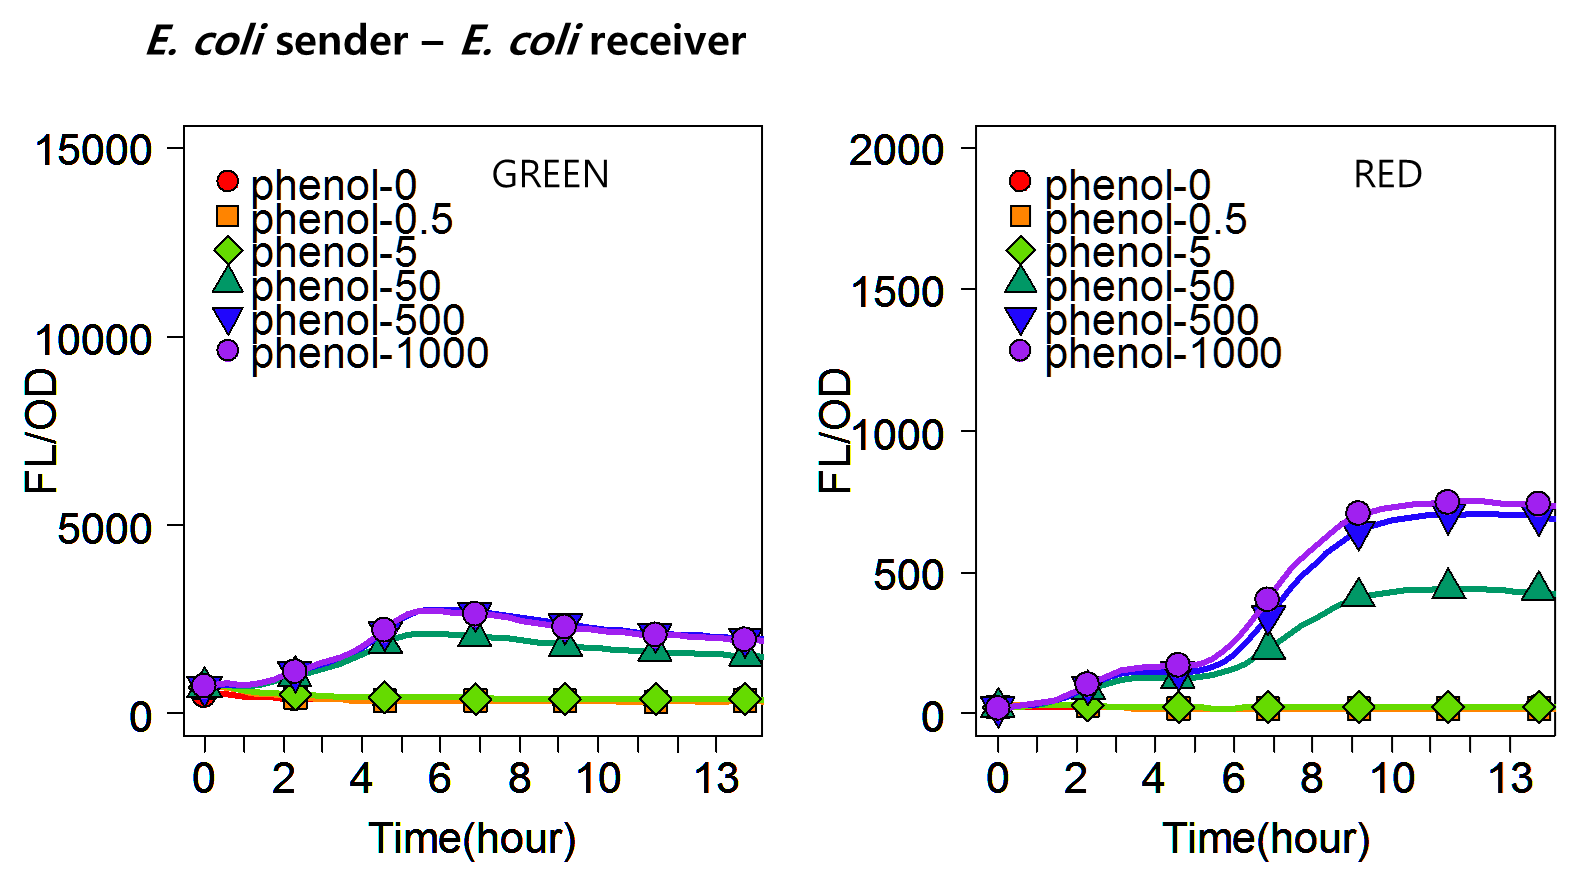 E. coli sender – E. coli receiver
GREEN
phenol-0
phenol-0.5
phenol-5
phenol-50
phenol-500
phenol-1000
15000
10000
5000
0
FL/OD
0 2 4 6 8 10 13
Time(hour)
RED
phenol-0
phenol-0.5
phenol-5
phenol-50
phenol-500
phenol-1000
2000
1500
1000
500
0
FL/OD
0 2 4 6 8 10 13
Time(hour)